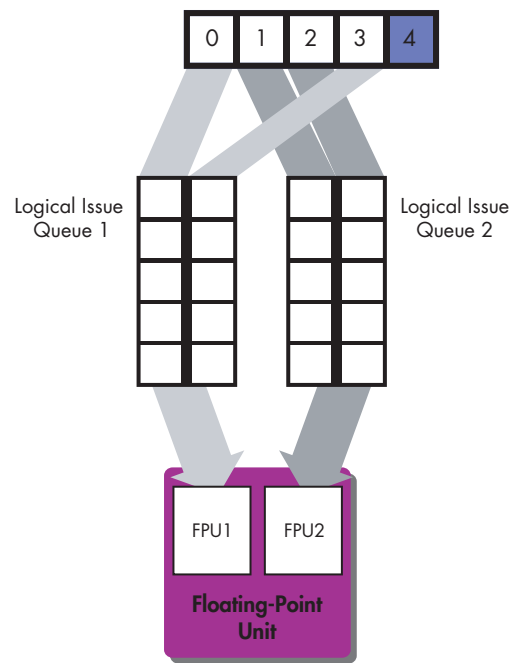 0 1 2 3 4
Logical Issue
Queue 1
Logical Issue
Queue 2
FPU1 FPU2
Floating-Point
Unit